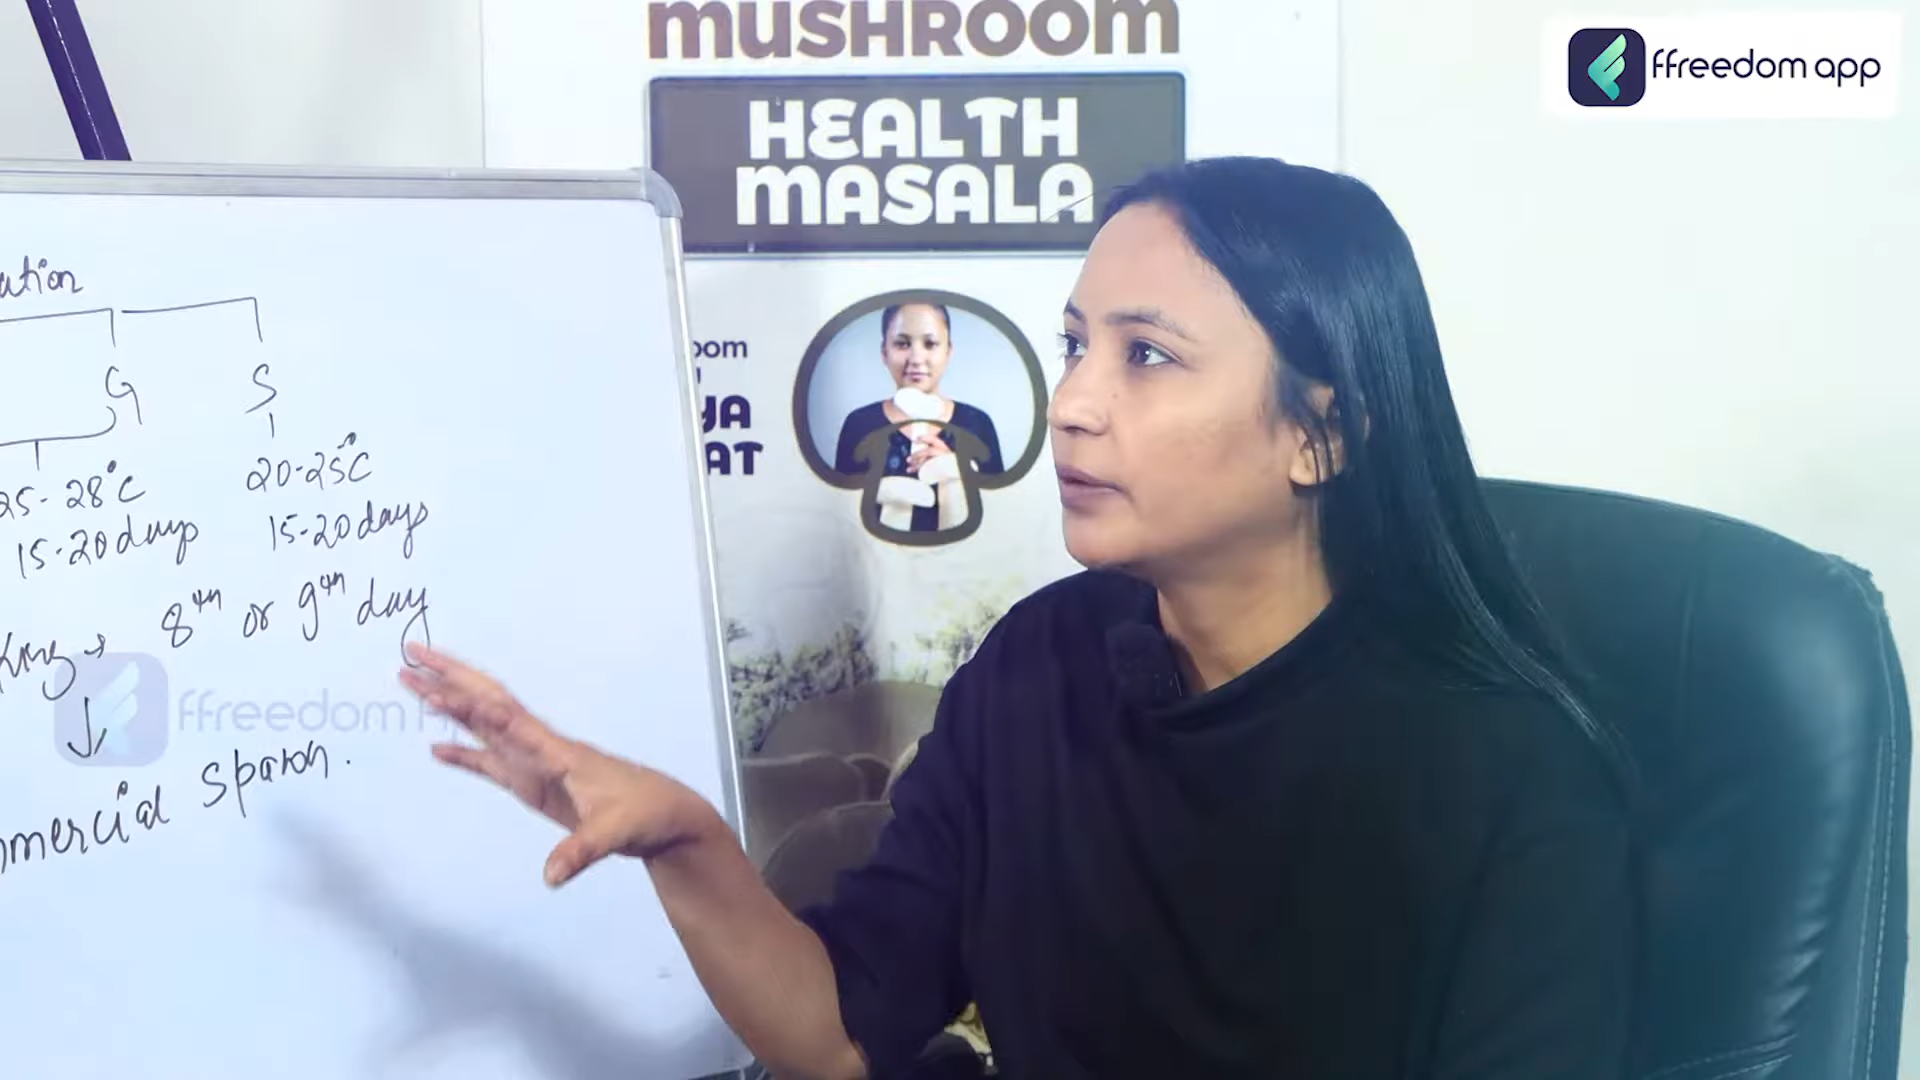 mUSHROOm
HEALTH
MASALA
ffreedom app
ation
G S
oom
YA
AT
25-28°C 20-25°C
15-20 days 15-20 days
8th or 9th day
ffreedom
mmercial Spawn.